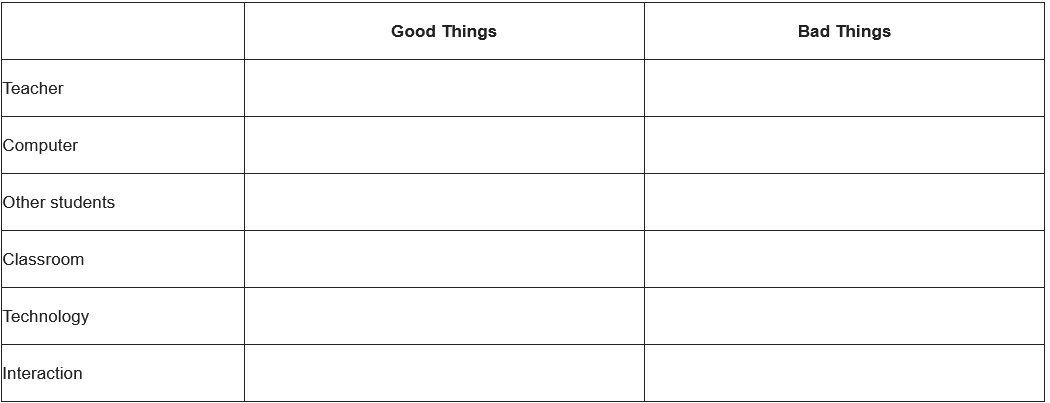 Good Things Bad Things
Teacher
Computer
Other students
Classroom
Technology
Interaction